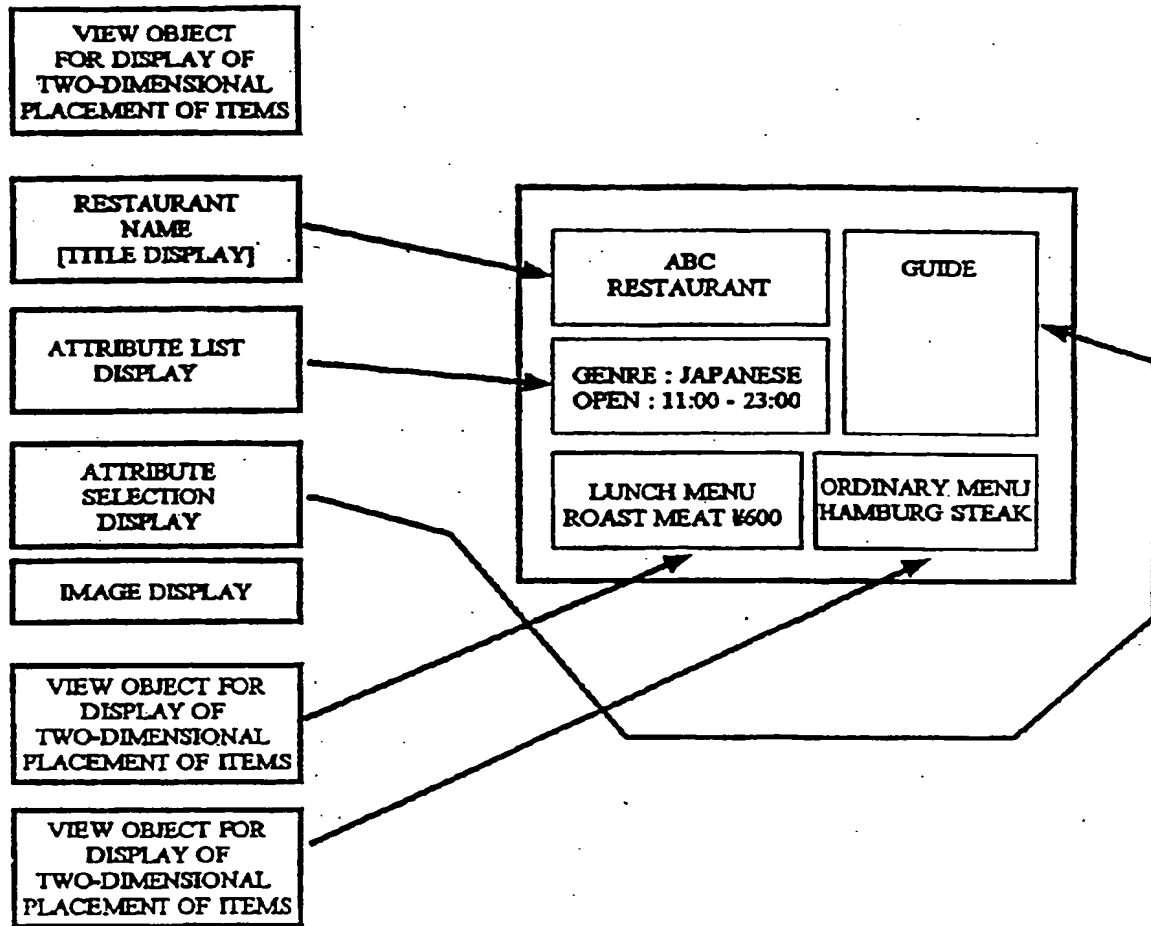 VIEW OBJECT
FOR DISPLAY OF
TWO-DIMENSIONAL
PLACEMENT OF ITEMS
RESTAURANT
NAME
[TITLE DISPLAY]
ATTRIBUTE LIST
DISPLAY
ATTRIBUTE
SELECTION
DISPLAY
IMAGE DISPLAY
VIEW OBJECT FOR
DISPLAY OF
TWO-DIMENSIONAL
PLACEMENT OF ITEMS
VIEW OBJECT FOR
DISPLAY OF
TWO-DIMENSIONAL
PLACEMENT OF ITEMS
ABC
RESTAURANT
GUIDE
GENRE : JAPANESE
OPEN : 11:00 - 23:00
LUNCH MENU
ROAST MEAT ¥600
ORDINARY MENU
HAMBURG STEAK